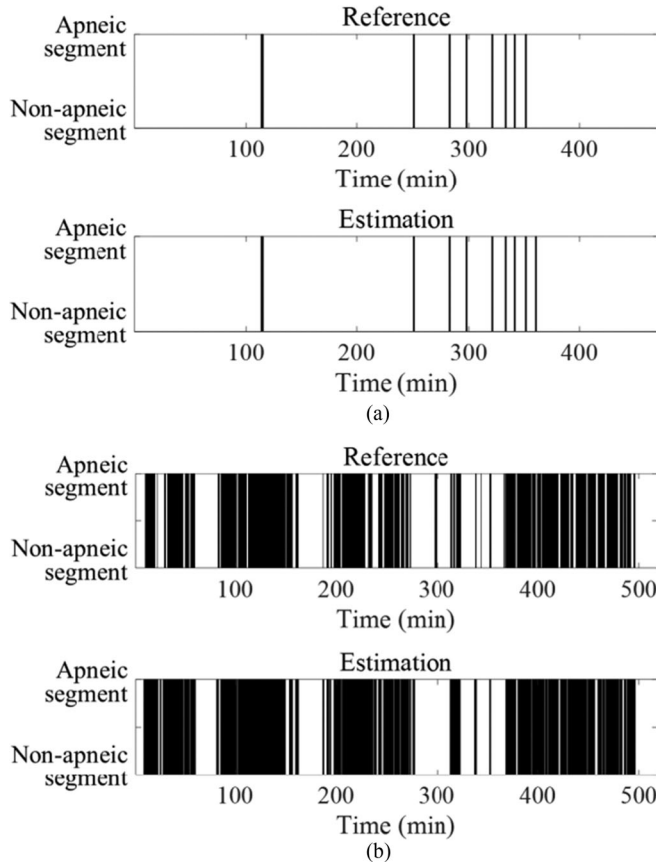 Reference
Apneic
segment
Non-apneic
segment
100 200 300 400
Time (min)
Estimation
Apneic
segment
Non-apneic
segment
100 200 300 400
Time (min)
(a)
Reference
Apneic
segment
Non-apneic
segment
100 200 300 400 500
Time (min)
Estimation
Apneic
segment
Non-apneic
segment
100 200 300 400 500
Time (min)
(b)